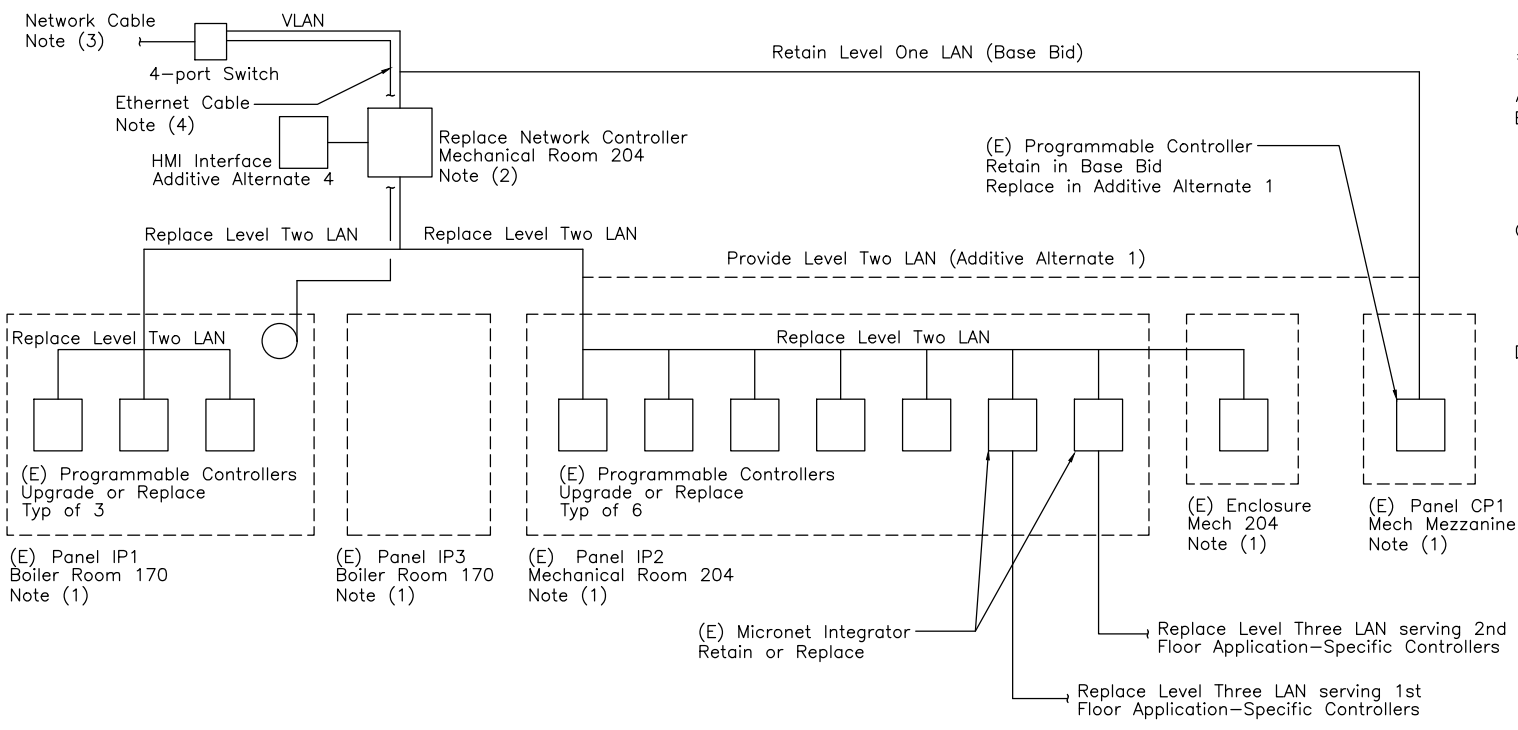 Network Cable
Note (3)
VLAN
4-port Switch
Retain Level One LAN (Base Bid)
Ethernet Cable
Note (4)
HMI Interface
Additive Alternate 4
Replace Network Controller
Mechanical Room 204
Note (2)
(E) Programmable Controller
Retain in Base Bid
Replace in Additive Alternate 1
Replace Level Two LAN
Replace Level Two LAN
Provide Level Two LAN (Additive Alternate 1)
Replace Level Two LAN
Replace Level Two LAN
(E) Programmable Controllers
Upgrade or Replace
Typ of 3
(E) Programmable Controllers
Upgrade or Replace
Typ of 6
(E) Panel IP1
Boiler Room 170
Note (1)
(E) Panel IP3
Boiler Room 170
Note (1)
(E) Panel IP2
Mechanical Room 204
Note (1)
(E) Enclosure
Mech 204
Note (1)
(E) Panel CP1
Mech Mezzanine
Note (1)
(E) Micronet Integrator
Retain or Replace
Replace Level Three LAN serving 2nd
Floor Application-Specific Controllers
Replace Level Three LAN serving 1st
Floor Application-Specific Controllers